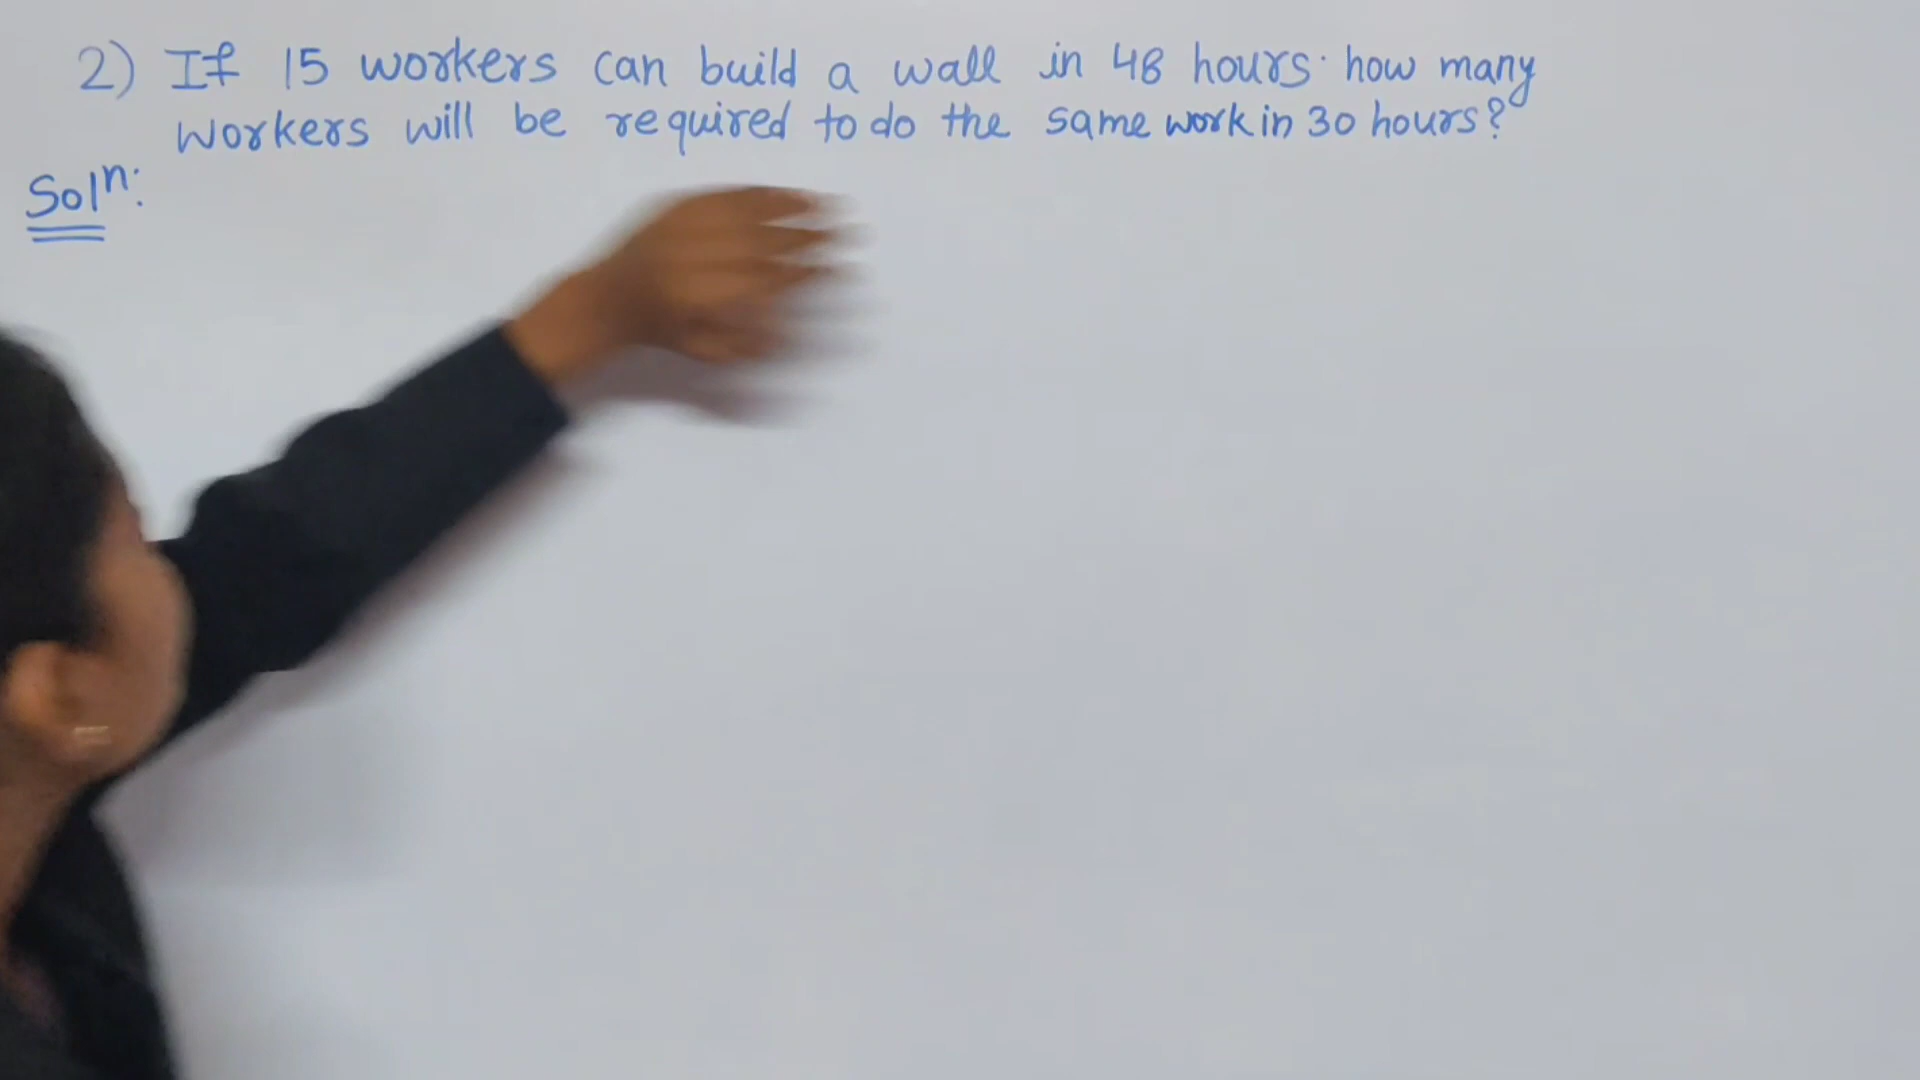 2) If 15 workers can build a wall in 48 hours. how many
workers will be required to do the same work in 30 hours?
Solⁿ: